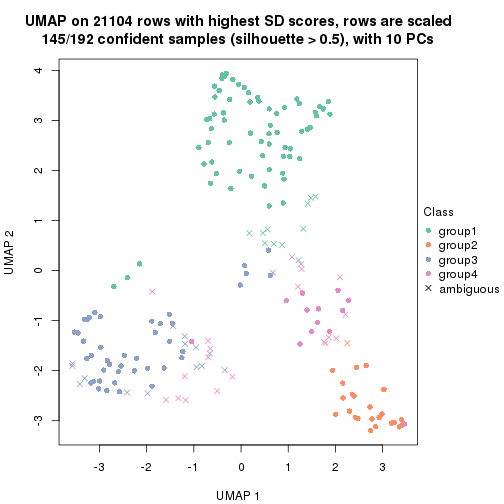 UMAP on 21104 rows with highest SD scores, rows are scaled
145/192 confident samples (silhouette > 0.5), with 10 PCs
4
3
2
1
0
-1
-2
-3
UMAP 2
-3
-2
-1
0
1
2
3
UMAP 1
Class
group1
group2
group3
group4
ambiguous